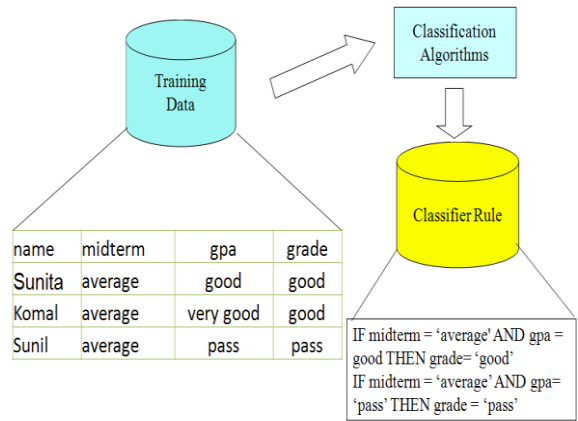 Training
Data
Classification
Algorithms
Classifier Rule
name midterm gpa grade
Sunita average good good
Komal average very good good
Sunil average pass pass
IF midterm = ‘average' AND gpa =
good THEN grade= ‘good’
IF midterm = ‘average’ AND gpa=
‘pass’ THEN grade = ‘pass’